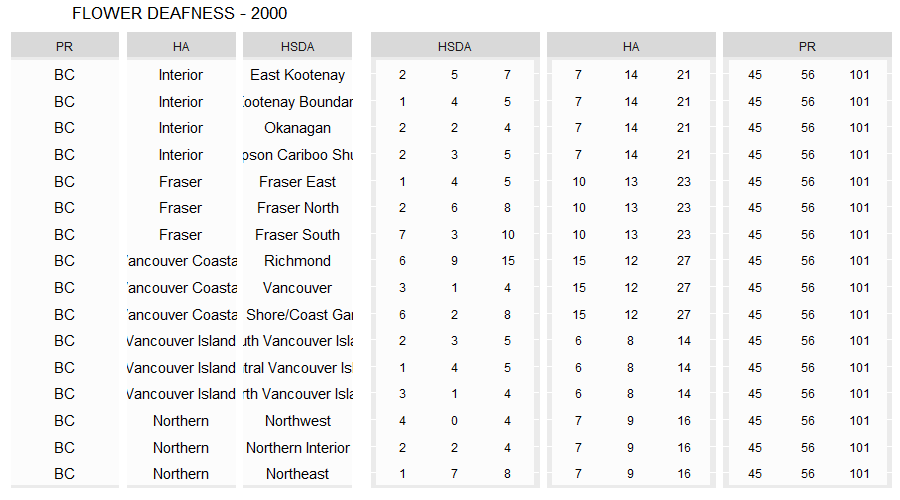 FLOWER DEAFNESS - 2000
PR HA HSDA HSDA HA PR
BC Interior East Kootenay 2 5 7 7 14 21 45 56 101
BC Interior ootenay Boundar 1 4 5 7 14 21 45 56 101
BC Interior Okanagan 2 2 4 7 14 21 45 56 101
BC Interior pson Cariboo Shu 2 3 5 7 14 21 45 56 101
BC Fraser Fraser East 1 4 5 10 13 23 45 56 101
BC Fraser Fraser North 2 6 8 10 13 23 45 56 101
BC Fraser Fraser South 7 3 10 10 13 23 45 56 101
BC ancouver Coasta Richmond 6 9 15 15 12 27 45 56 101
BC ancouver Coasta Vancouver 3 1 4 15 12 27 45 56 101
BC ancouver Coasta Shore/Coast Gar 6 2 8 15 12 27 45 56 101
BC Vancouver Island uth Vancouver Isla 2 3 5 6 8 14 45 56 101
BC Vancouver Island tral Vancouver Isl 1 4 5 6 8 14 45 56 101
BC Vancouver Island rth Vancouver Isla 3 1 4 6 8 14 45 56 101
BC Northern Northwest 4 0 4 7 9 16 45 56 101
BC Northern Northern Interior 2 2 4 7 9 16 45 56 101
BC Northern Northeast 1 7 8 7 9 16 45 56 101